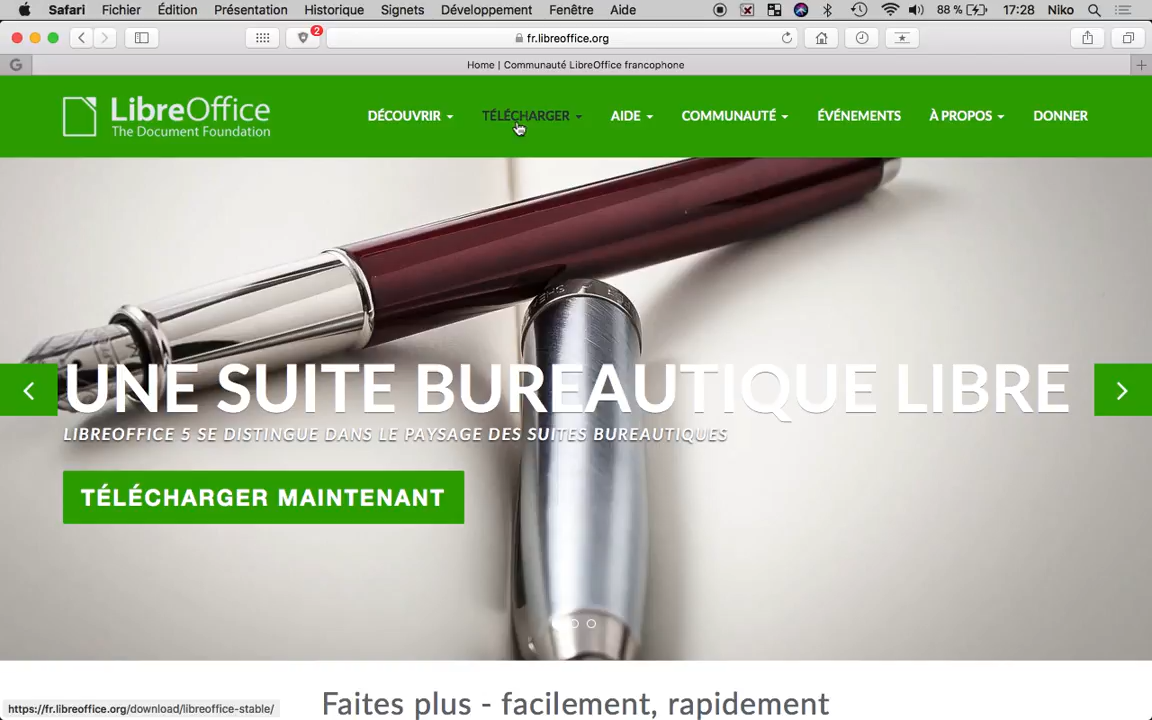 Safari Fichier Édition Présentation Historique Signets Développement Fenêtre Aide 88 % 17:28 Niko
2 fr.libreoffice.org
G Home | Communauté LibreOffice francophone
LibreOffice
The Document Foundation
DÉCOUVRIR TÉLÉCHARGER AIDE COMMUNAUTÉ ÉVÉNEMENTS À PROPOS DONNER
UNE SUITE BUREAUTIQUE LIBRE
LIBREOFFICE 5 SE DISTINGUE DANS LE PAYSAGE DES SUITES BUREAUTIQUES
TÉLÉCHARGER MAINTENANT
Faites plus - facilement, rapidement
https://fr.libreoffice.org/download/libreoffice-stable/